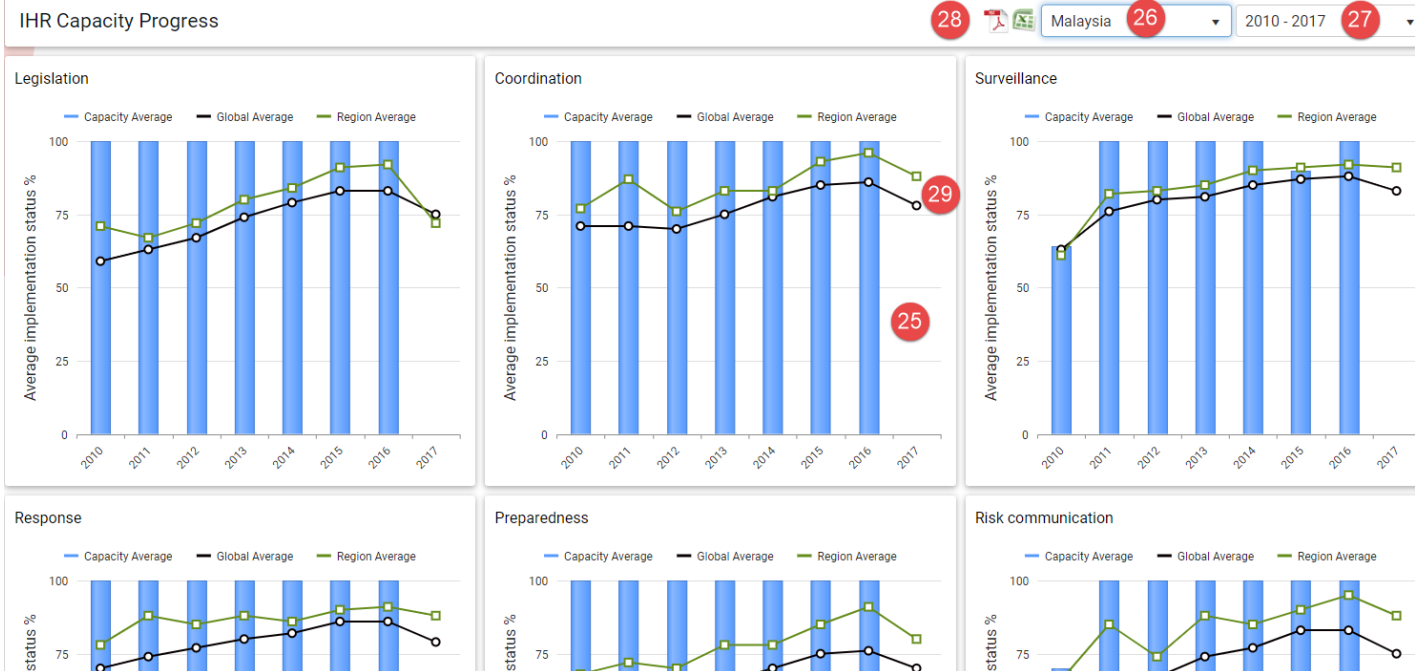 IHR Capacity Progress
28 Malaysia 26 2010 - 2017 27
Legislation
Capacity Average Global Average Region Average
Average implementation status %
100
75
50
25
0
2010 2011 2012 2013 2014 2015 2016 2017
Coordination
Capacity Average Global Average Region Average
Average implementation status %
100
75
50
25
0
2010 2011 2012 2013 2014 2015 2016 2017
29
25
Surveillance
Capacity Average Global Average Region Average
Average implementation status %
100
75
50
25
0
2010 2011 2012 2013 2014 2015 2016 2017
Response
Capacity Average Global Average Region Average
status %
100
75
Preparedness
Capacity Average Global Average Region Average
status %
100
75
Risk communication
Capacity Average Global Average Region Average
status %
100
75